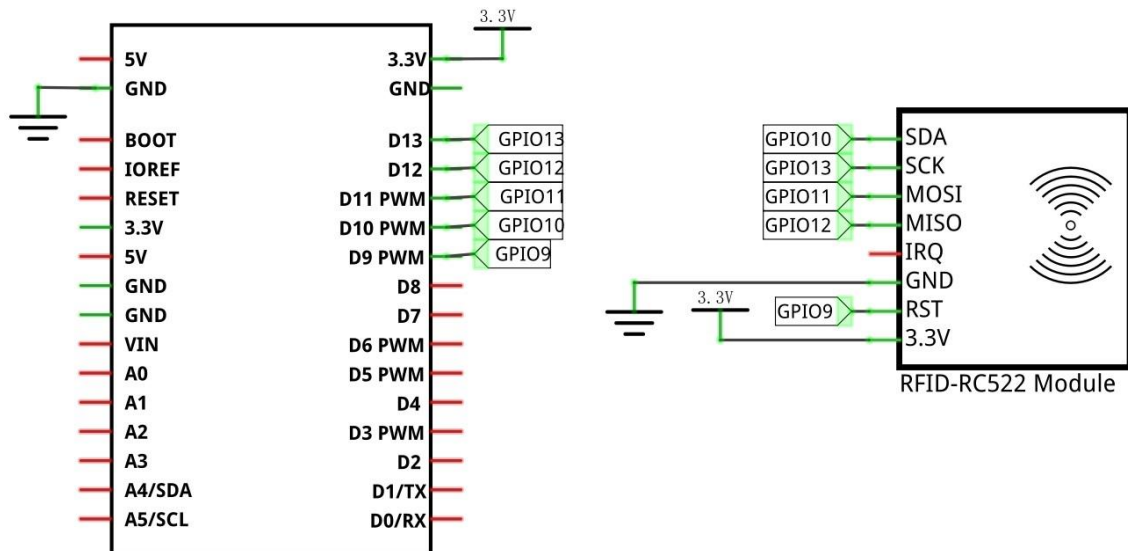 3.3V
5V
GND
BOOT
IOREF
RESET
3.3V
5V
GND
GND
VIN
A0
A1
A2
A3
A4/SDA
A5/SCL
3.3V
GND
D13
D12
D11 PWM
D10 PWM
D9 PWM
D8
D7
D6 PWM
D5 PWM
D4
D3 PWM
D2
D1/TX
D0/RX
GPIO13
GPIO12
GPIO11
GPIO10
GPIO9
GPIO10
GPIO13
GPIO11
GPIO12
3.3V
GPIO9
SDA
SCK
MOSI
MISO
IRQ
GND
RST
3.3V
RFID-RC522 Module